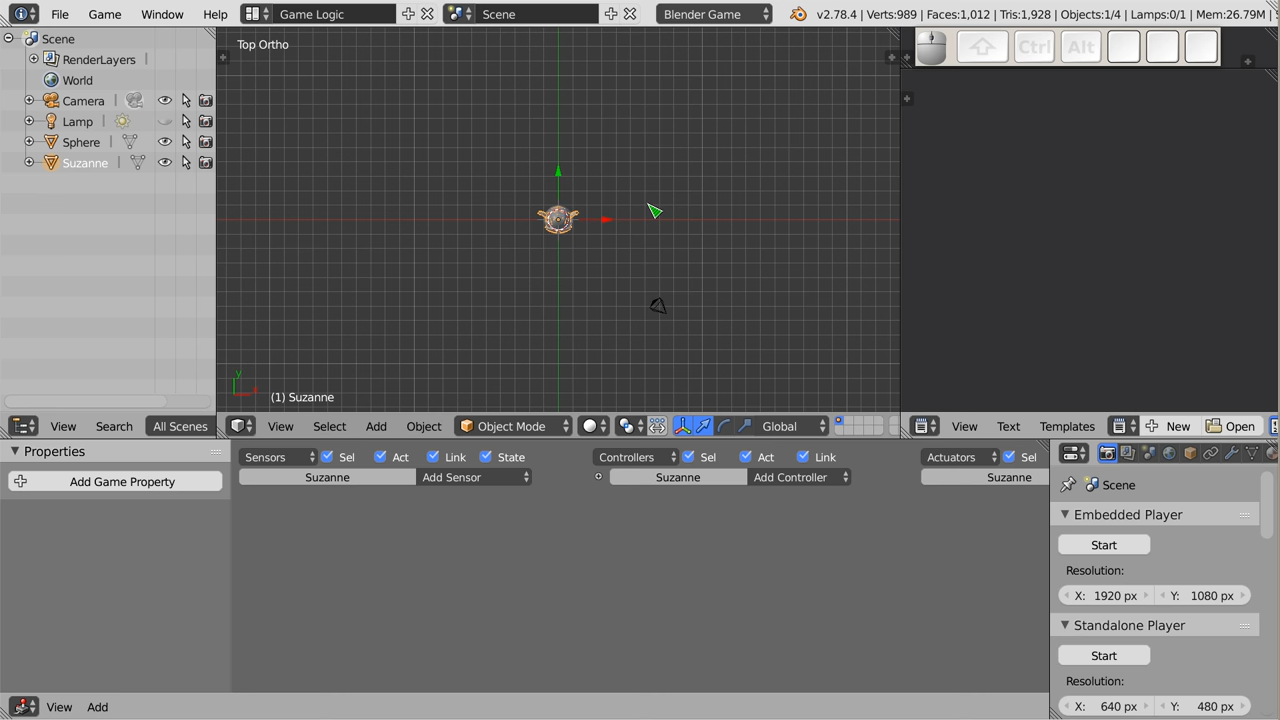 File Game Window Help Game Logic Scene Blender Game v2.78.4 | Verts:989 | Faces:1,012 | Tris:1,928 | Objects:1/4 | Lamps:0/1 | Mem:26.79M |
Scene
RenderLayers
World
Camera
Lamp
Sphere
Suzanne
View Search All Scenes
Top Ortho
y
x
(1) Suzanne
View Select Add Object Object Mode Global
Ctrl Alt
View Text Templates New Open
Properties
Add Game Property
Sensors Sel Act Link State Controllers Sel Act Link Actuators Sel
Suzanne Add Sensor Suzanne Add Controller Suzanne
View Add
Scene
Embedded Player
Start
Resolution:
X: 1920 px Y: 1080 px
Standalone Player
Start
Resolution:
X: 640 px Y: 480 px